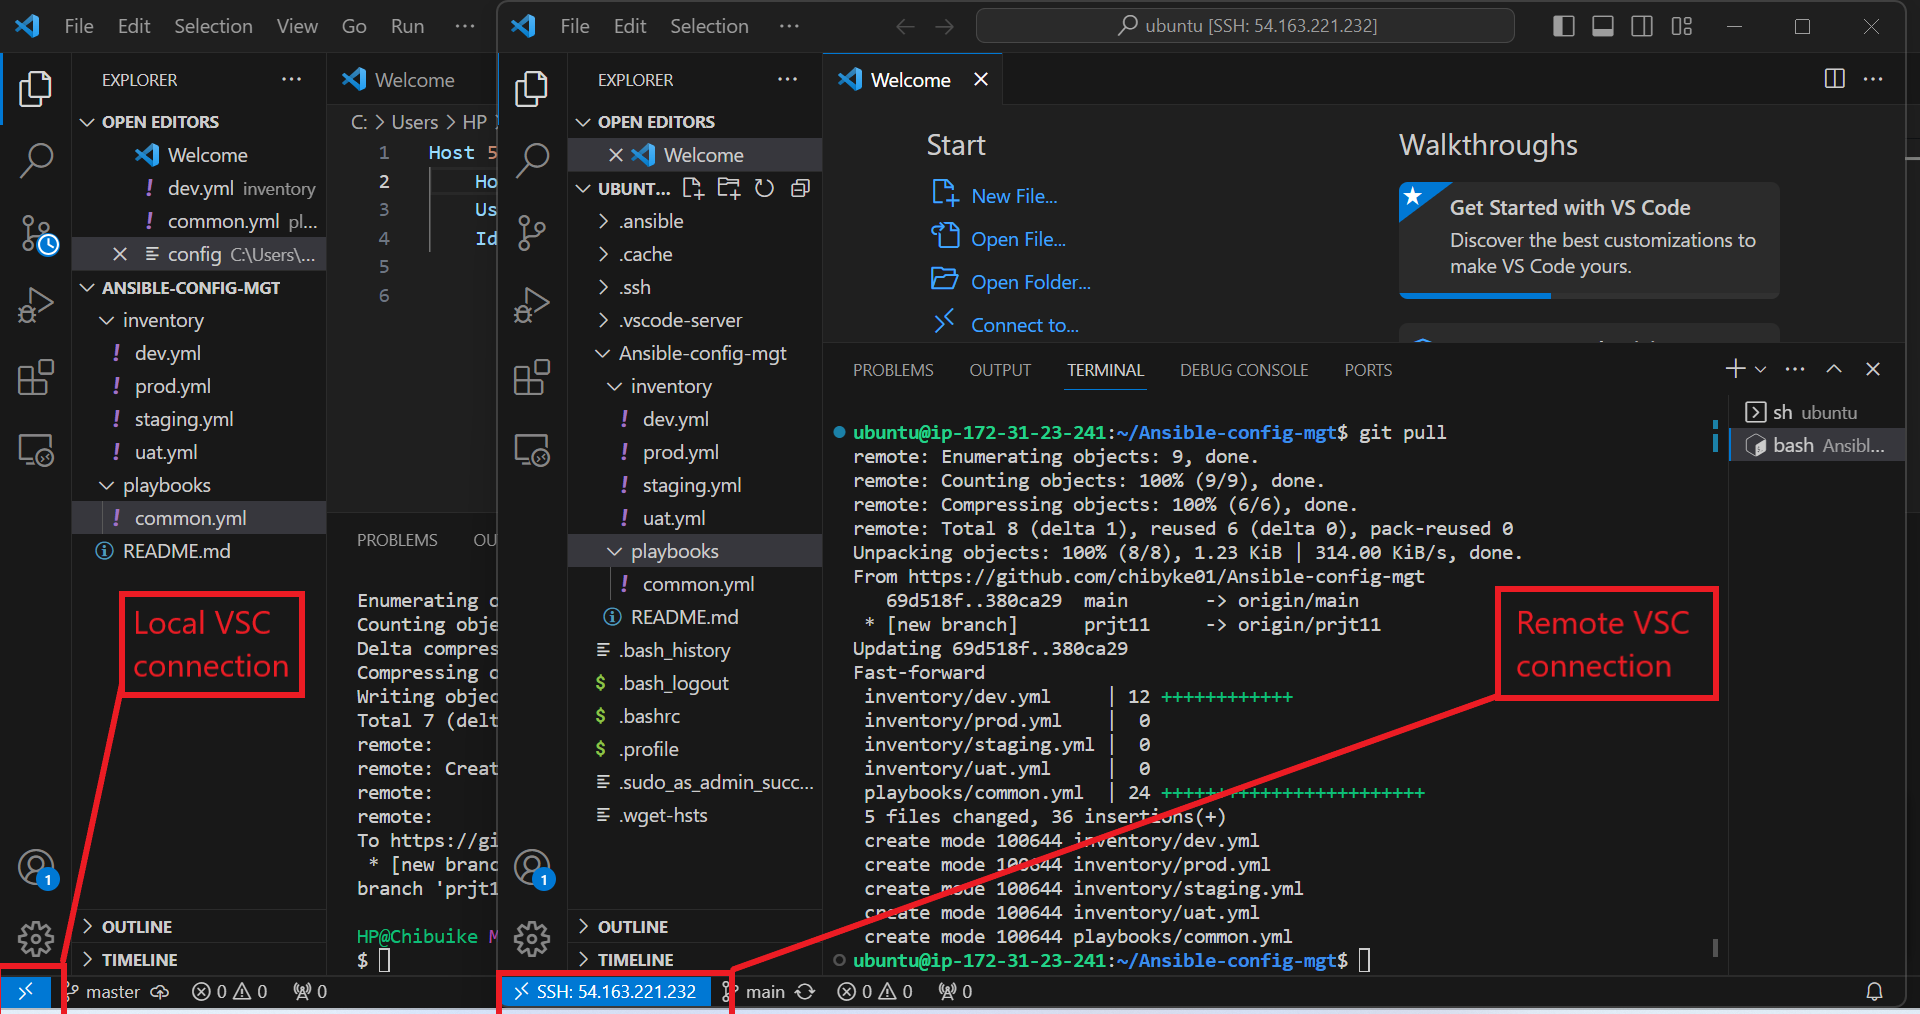 File Edit Selection View Go Run ···
EXPLORER ···
OPEN EDITORS
Welcome
! dev.yml inventory
! common.yml pl...
config C:\Users\...
ANSIBLE-CONFIG-MGT
inventory
! dev.yml
! prod.yml
! staging.yml
! uat.yml
playbooks
! common.yml
README.md
Local VSC
connection
1
OUTLINE
TIMELINE
master 0 0 0
Welcome
C: > Users > HP >
1 Host 5
2 Ho
3 Us
4 Id
5
6
PROBLEMS OU
Enumerating o
Counting obje
Delta compres
Compressing o
Writing objec
Total 7 (delt
remote:
remote: Creat
remote:
remote:
To https://gi
* [new branc
branch 'prjt1
HP@Chibuike M
$
File Edit Selection ···
ubuntu [SSH: 54.163.221.232]
EXPLORER ···
OPEN EDITORS
Welcome
UBUNT...
.ansible
.cache
.ssh
.vscode-server
Ansible-config-mgt
inventory
! dev.yml
! prod.yml
! staging.yml
! uat.yml
playbooks
! common.yml
README.md
.bash_history
$ .bash_logout
$ .bashrc
$ .profile
.sudo_as_admin_succ...
.wget-hsts
1
OUTLINE
TIMELINE
SSH: 54.163.221.232 main 0 0 0
Welcome
Start
New File...
Open File...
Open Folder...
Connect to...
Walkthroughs
Get Started with VS Code
Discover the best customizations to
make VS Code yours.
PROBLEMS OUTPUT TERMINAL DEBUG CONSOLE PORTS
sh ubuntu
bash Ansibl...
ubuntu@ip-172-31-23-241:~/Ansible-config-mgt$ git pull
remote: Enumerating objects: 9, done.
remote: Counting objects: 100% (9/9), done.
remote: Compressing objects: 100% (6/6), done.
remote: Total 8 (delta 1), reused 6 (delta 0), pack-reused 0
Unpacking objects: 100% (8/8), 1.23 KiB | 314.00 KiB/s, done.
From https://github.com/chibyke01/Ansible-config-mgt
69d518f..380ca29 main -> origin/main
* [new branch] prjt11 -> origin/prjt11
Updating 69d518f..380ca29
Fast-forward
inventory/dev.yml | 12 ++++++++++++
inventory/prod.yml | 0
inventory/staging.yml | 0
inventory/uat.yml | 0
playbooks/common.yml | 24 ++++++++++++++++++++++++
5 files changed, 36 insertions(+)
create mode 100644 inventory/dev.yml
create mode 100644 inventory/prod.yml
create mode 100644 inventory/staging.yml
create mode 100644 inventory/uat.yml
create mode 100644 playbooks/common.yml
ubuntu@ip-172-31-23-241:~/Ansible-config-mgt$
Remote VSC
connection